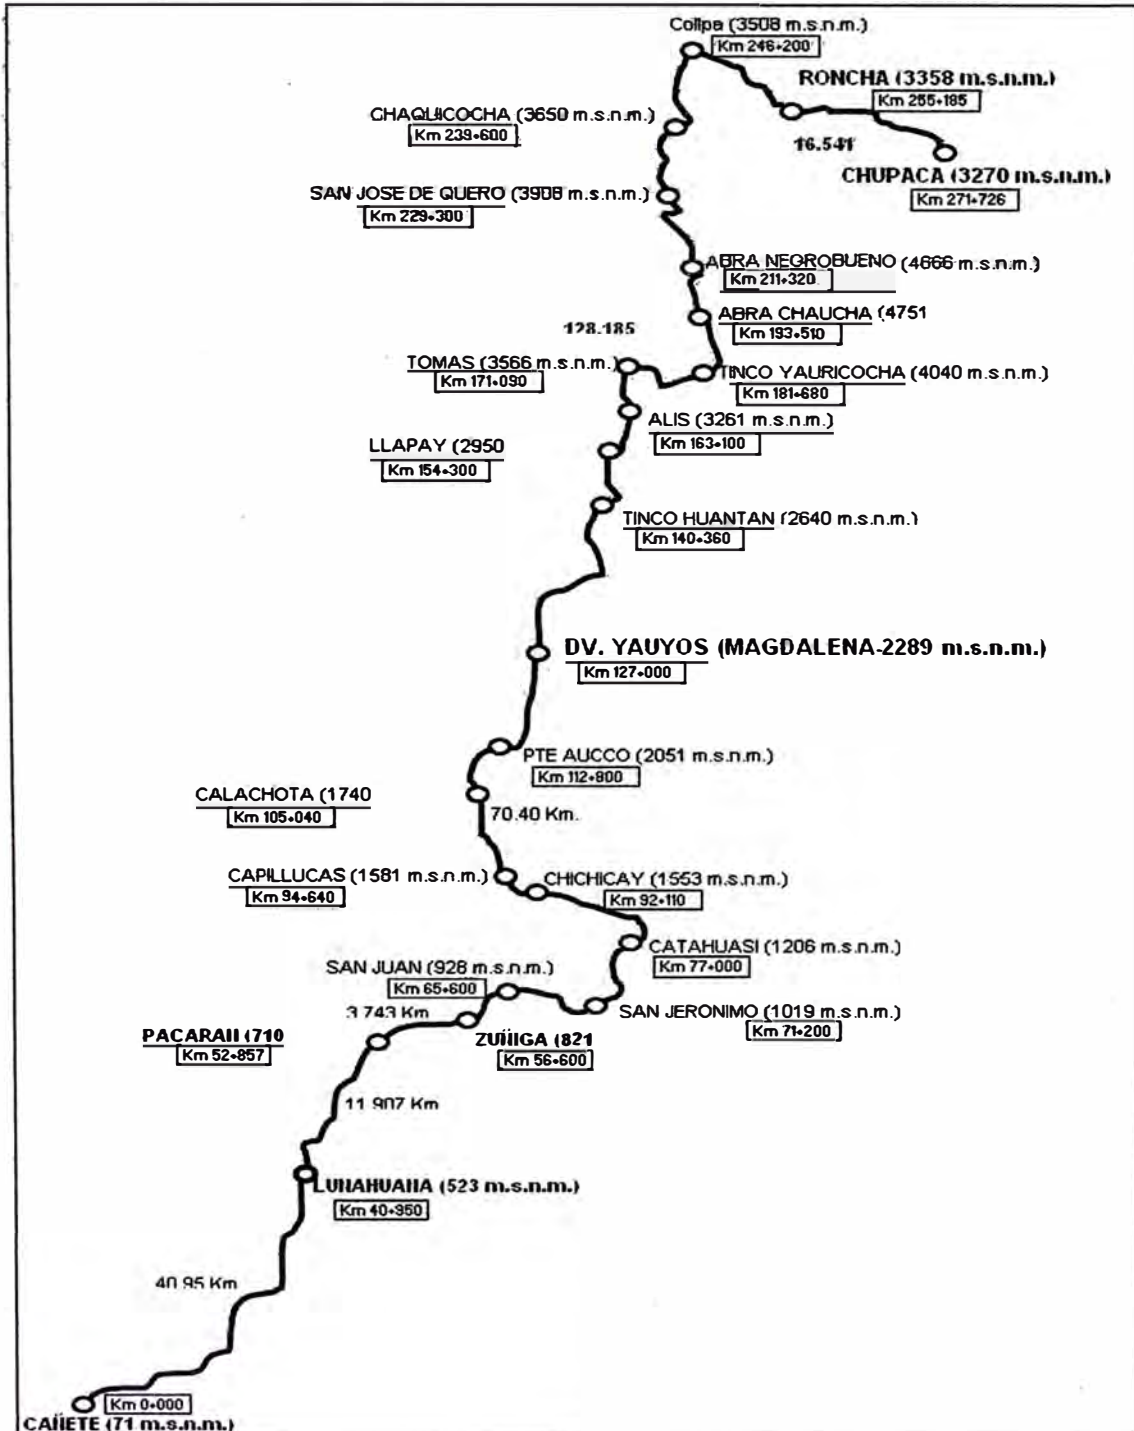 Collpa (3508 m.s.n.m.)
Km 246+200
RONCHA (3358 m.s.n.m.)
Km 255+185
CHAQUICOCHA (3650 m.s.n.m.)
Km 239+600
16.541
CHUPACA (3270 m.s.n.m.)
Km 271+726
SAN JOSE DE QUERO (3908 m.s.n.m.)
Km 229+300
ABRA NEGROBUENO (4666 m.s.n.m.)
Km 211+320
ABRA CHAUCHA (4751
Km 193+510
128.185
TOMAS (3566 m.s.n.m.)
Km 171+090
TINCO YAURICOCHA (4040 m.s.n.m.)
Km 181+680
ALIS (3261 m.s.n.m.)
Km 163+100
LLAPAY (2950
Km 154+300
TINCO HUANTAN (2640 m.s.n.m.)
Km 140+360
DV. YAUYOS (MAGDALENA-2289 m.s.n.m.)
Km 127+000
PTE AUCCO (2051 m.s.n.m.)
Km 112+800
CALACHOTA (1740
Km 105+040
70.40 Km.
CAPILLUCAS (1581 m.s.n.m.)
Km 94+640
CHICHICAY (1553 m.s.n.m.)
Km 92+110
CATAHUASI (1206 m.s.n.m.)
Km 77+000
SAN JUAN (928 m.s.n.m.)
Km 65+600
SAN JERONIMO (1019 m.s.n.m.)
Km 71+200
3.743 Km
PACARAN (710
Km 52+857
ZUÑIGA (821
Km 56+600
11.907 Km
LUNAHUANA (523 m.s.n.m.)
Km 40+950
40.95 Km
Km 0+000
CAÑETE (71 m.s.n.m.)